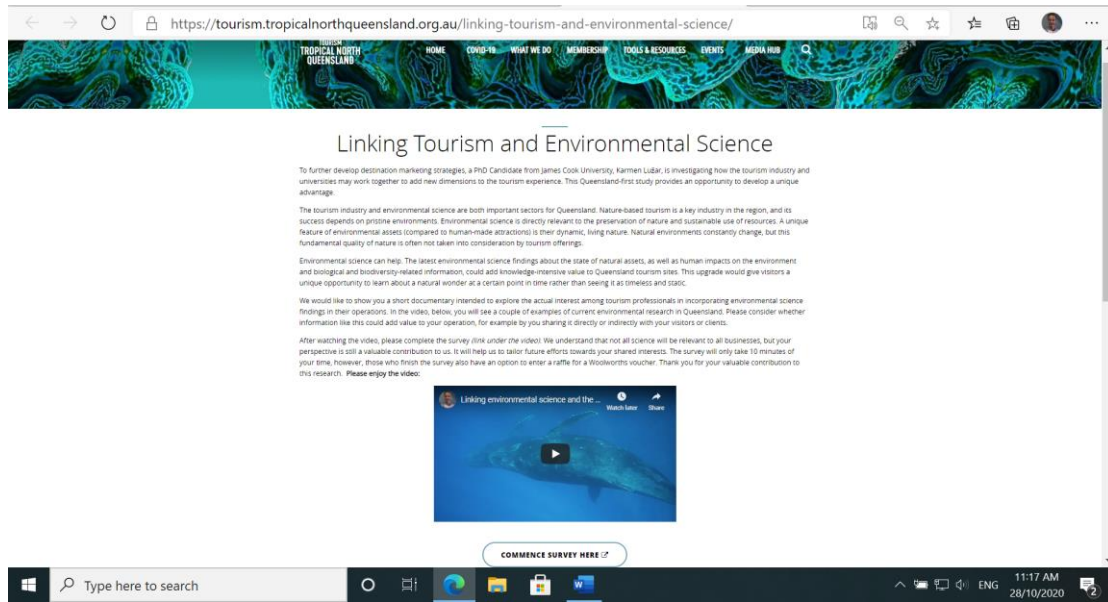 https://tourism.tropicalnorthqueensland.org.au/linking-tourism-and-environmental-science/
TOURISM
TROPICAL NORTH
QUEENSLAND
HOME COVID-19 WHAT WE DO MEMBERSHIP TOOLS & RESOURCES EVENTS MEDIA HUB
Linking Tourism and Environmental Science
To further develop destination marketing strategies, a PhD Candidate from James Cook University, Karmen Lužar, is investigating how the tourism industry and
universities may work together to add new dimensions to the tourism experience. This Queensland-first study provides an opportunity to develop a unique
advantage.
The tourism industry and environmental science are both important sectors for Queensland. Nature-based tourism is a key industry in the region, and its
success depends on pristine environments. Environmental science is directly relevant to the preservation of nature and sustainable use of resources. A unique
feature of environmental assets (compared to human-made attractions) is their dynamic, living nature. Natural environments constantly change, but this
fundamental quality of nature is often not taken into consideration by tourism offerings.
Environmental science can help. The latest environmental science findings about the state of natural assets, as well as human impacts on the environment
and biological and biodiversity-related information, could add knowledge-intensive value to Queensland tourism sites. This upgrade would give visitors a
unique opportunity to learn about a natural wonder at a certain point in time rather than seeing it as timeless and static.
We would like to show you a short documentary intended to explore the actual interest among tourism professionals in incorporating environmental science
findings in their operations. In the video, below, you will see a couple of examples of current environmental research in Queensland. Please consider whether
information like this could add value to your operation, for example by you sharing it directly or indirectly with your visitors or clients.
After watching the video, please complete the survey (link under the video). We understand that not all science will be relevant to all businesses, but your
perspective is still a valuable contribution to us. It will help us to tailor future efforts towards your shared interests. The survey will only take 10 minutes of
your time, however, those who finish the survey also have an option to enter a raffle for a Woolworths voucher. Thank you for your valuable contribution to
this research. Please enjoy the video:
Linking environmental science and the ...
Watch later Share
COMMENCE SURVEY HERE
Type here to search
ENG
11:17 AM
28/10/2020
2